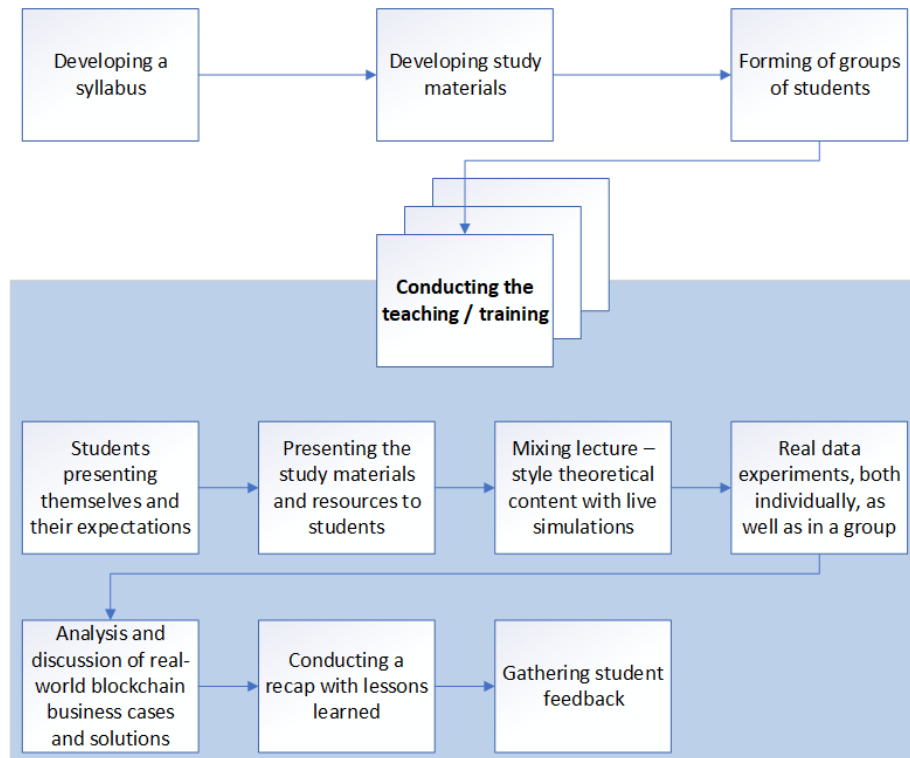 Developing a
syllabus
Developing study
materials
Forming of groups
of students
Conducting the
teaching / training
Students
presenting
themselves and
their expectations
Presenting the
study materials
and resources to
students
Mixing lecture –
style theoretical
content with live
simulations
Real data
experiments, both
individually, as
well as in a group
Analysis and
discussion of real-
world blockchain
business cases
and solutions
Conducting a
recap with lessons
learned
Gathering student
feedback